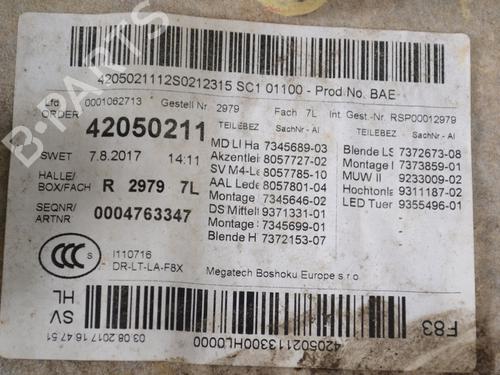 4205021112S0212315 SC1 01100 - Prod No. BAE
Lfd 0001062713 Gestell Nr. 2979 Fach 7L Int Gest.-Nr. RSP00012979
ORDER 42050211
TEILEBEZ SachNr - AI TEILEBEZ SachNr - AI
MD LI Ha 7345689-03 Blende LS 7372673-08
SWET 7.8.2017 14:11
Akzentlei 8057727-02 Montage I 7373859-01
SV M4-Le 8057785-10 MUW II 9233009-02
HALLE/ BOX/FACH R 2979 7L
AAL Lede 8057801-04 Hochtonle 9311187-02
Montage 7345646-02 LED Tuer 9355496-01
SEQNR/ ARTNR 0004763347
DS Mittel 9371331-01
Montage 7345699-01
Blende H 7372153-07
CCC S
I110716
DR-LT-LA-F8X
Megatech Boshoku Europe s.r.o.
SV
HL
03.08.2017 16:47:51
4205021113300HL0000
F83
B-PARTS